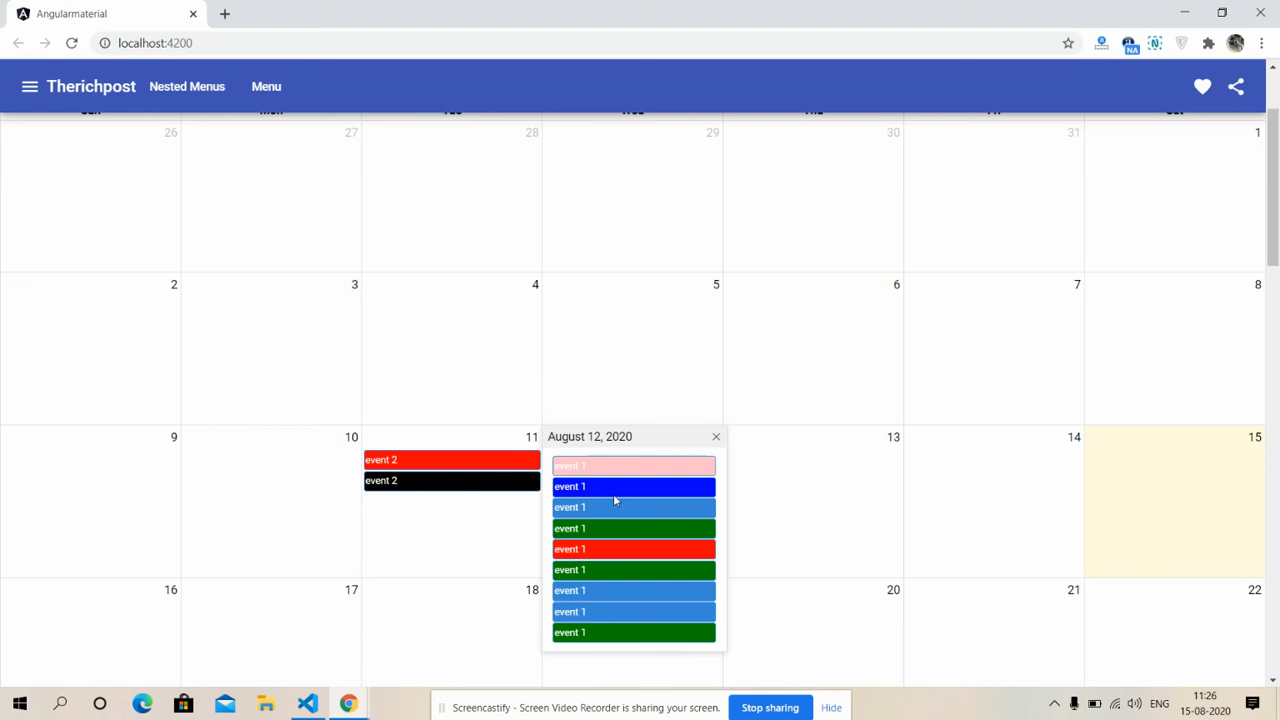 Angularmaterial
localhost:4200
NA
Therichpost Nested Menus Menu
26 27 28 29 30 31 1
2 3 4 5 6 7 8
9 10 11 August 12, 2020 13 14 15
event 2
event 2
event 1
event 1
event 1
event 1
event 1
event 1
event 1
event 1
event 1
16 17 18 20 21 22
Screencastify - Screen Video Recorder is sharing your screen. Stop sharing Hide
ENG
11:26
15-08-2020